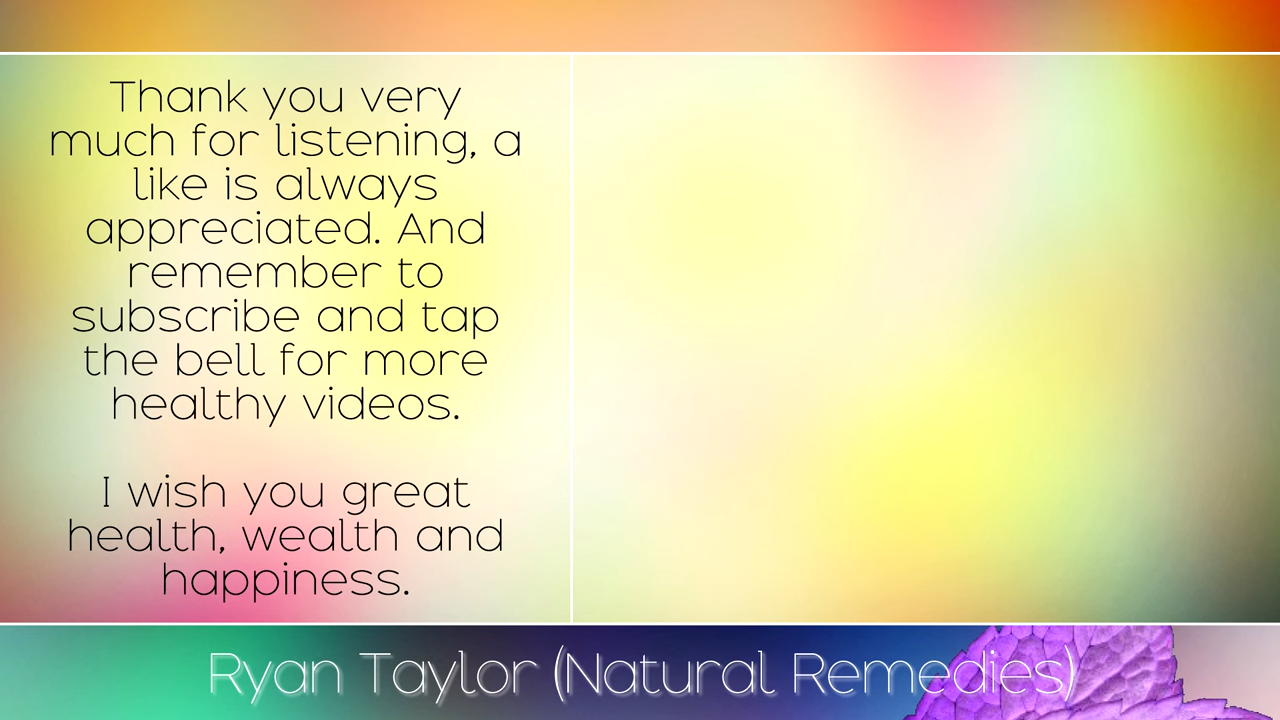 Thank you very
much for listening, a
like is always
appreciated. And
remember to
subscribe and tap
the bell for more
healthy videos.
I wish you great
health, wealth and
happiness.
Ryan Taylor (Natural Remedies)